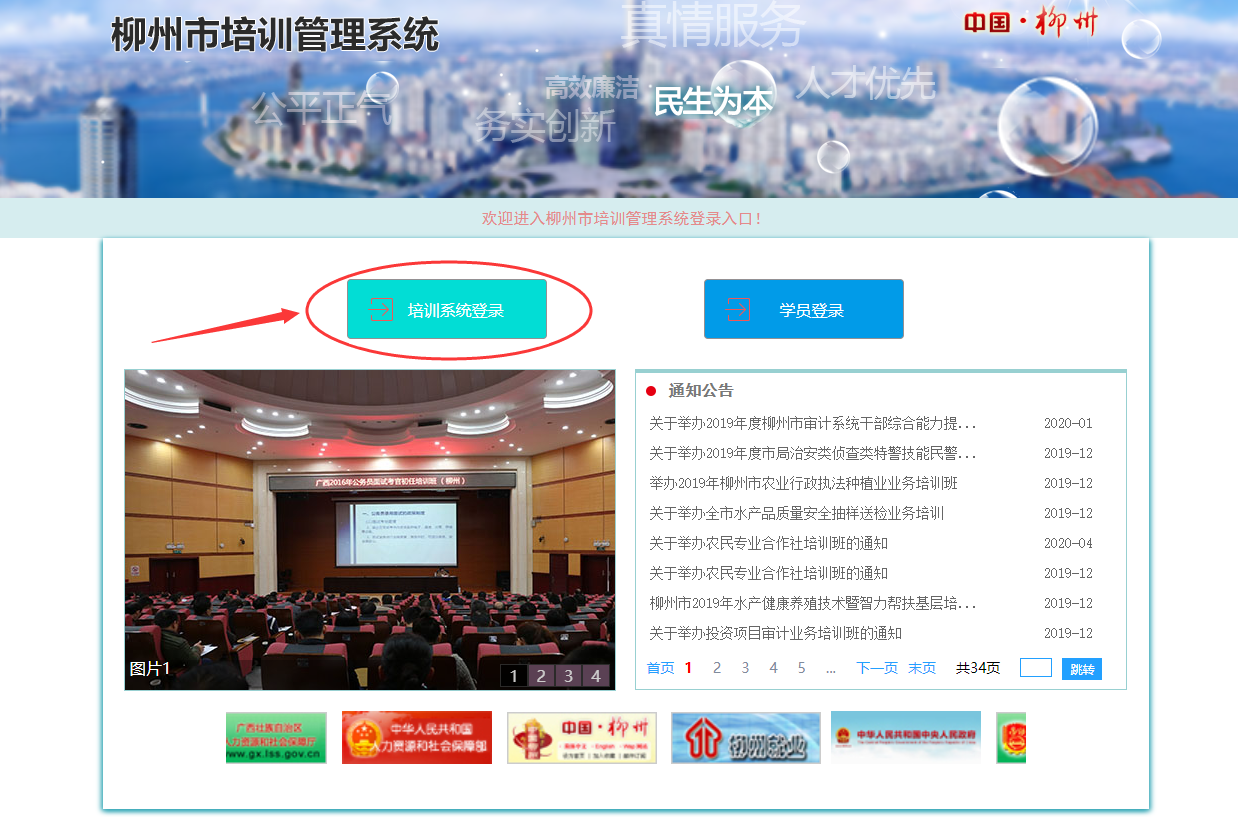 柳州市培训管理系统
真情服务
中国·柳州
高效廉洁
人才优先
公平正气
民生为本
务实创新
欢迎进入柳州市培训管理系统登录入口!
培训系统登录
学员登录
通知公告
关于举办2019年度柳州市审计系统干部综合能力提... 2020-01
关于举办2019年度市局治安类侦查类特警技能民警... 2019-12
举办2019年柳州市农业行政执法种植业业务培训班 2019-12
关于举办全市水产品质量安全抽样送检业务培训 2019-12
关于举办农民专业合作社培训班的通知 2020-04
关于举办农民专业合作社培训班的通知 2019-12
柳州市2019年水产健康养殖技术暨智力帮扶基层培... 2019-12
关于举办投资项目审计业务培训班的通知 2019-12
首页 1 2 3 4 5 ... 下一页 末页 共34页 跳转
广西2016年公务员面试考官初任培训班（柳州）
图片1
1 2 3 4
广西壮族自治区
人力资源和社会保障厅
www.gx.lss.gov.cn
中华人民共和国
人力资源和社会保障部
中国·柳州
柳州就业
中华人民共和国中央人民政府